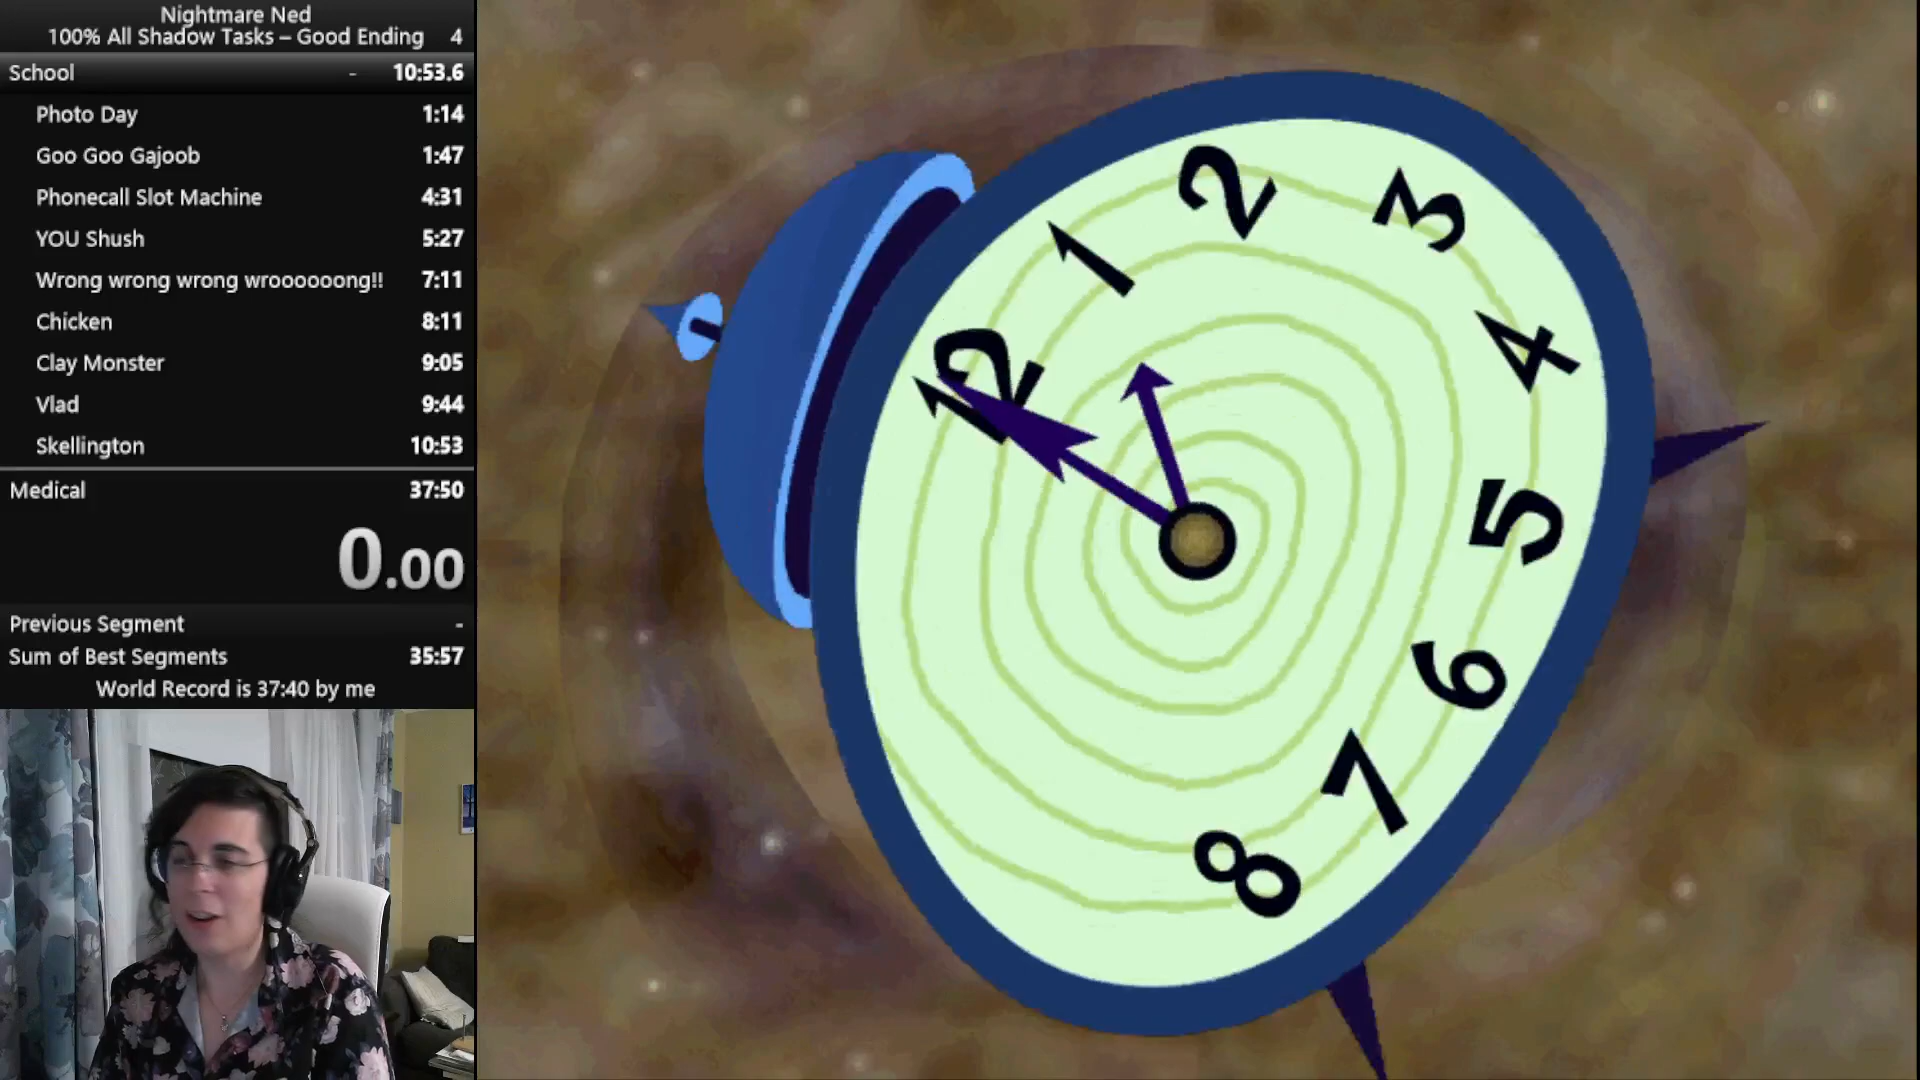 Nightmare Ned
100% All Shadow Tasks – Good Ending 4
School - 10:53.6
Photo Day 1:14
Goo Goo Gajoob 1:47
Phonecall Slot Machine 4:31
YOU Shush 5:27
Wrong wrong wrong wroooooong!! 7:11
Chicken 8:11
Clay Monster 9:05
Vlad 9:44
Skellington 10:53
Medical 37:50
0.00
Previous Segment -
Sum of Best Segments 35:57
World Record is 37:40 by me
12
1
2
3
4
5
6
7
8